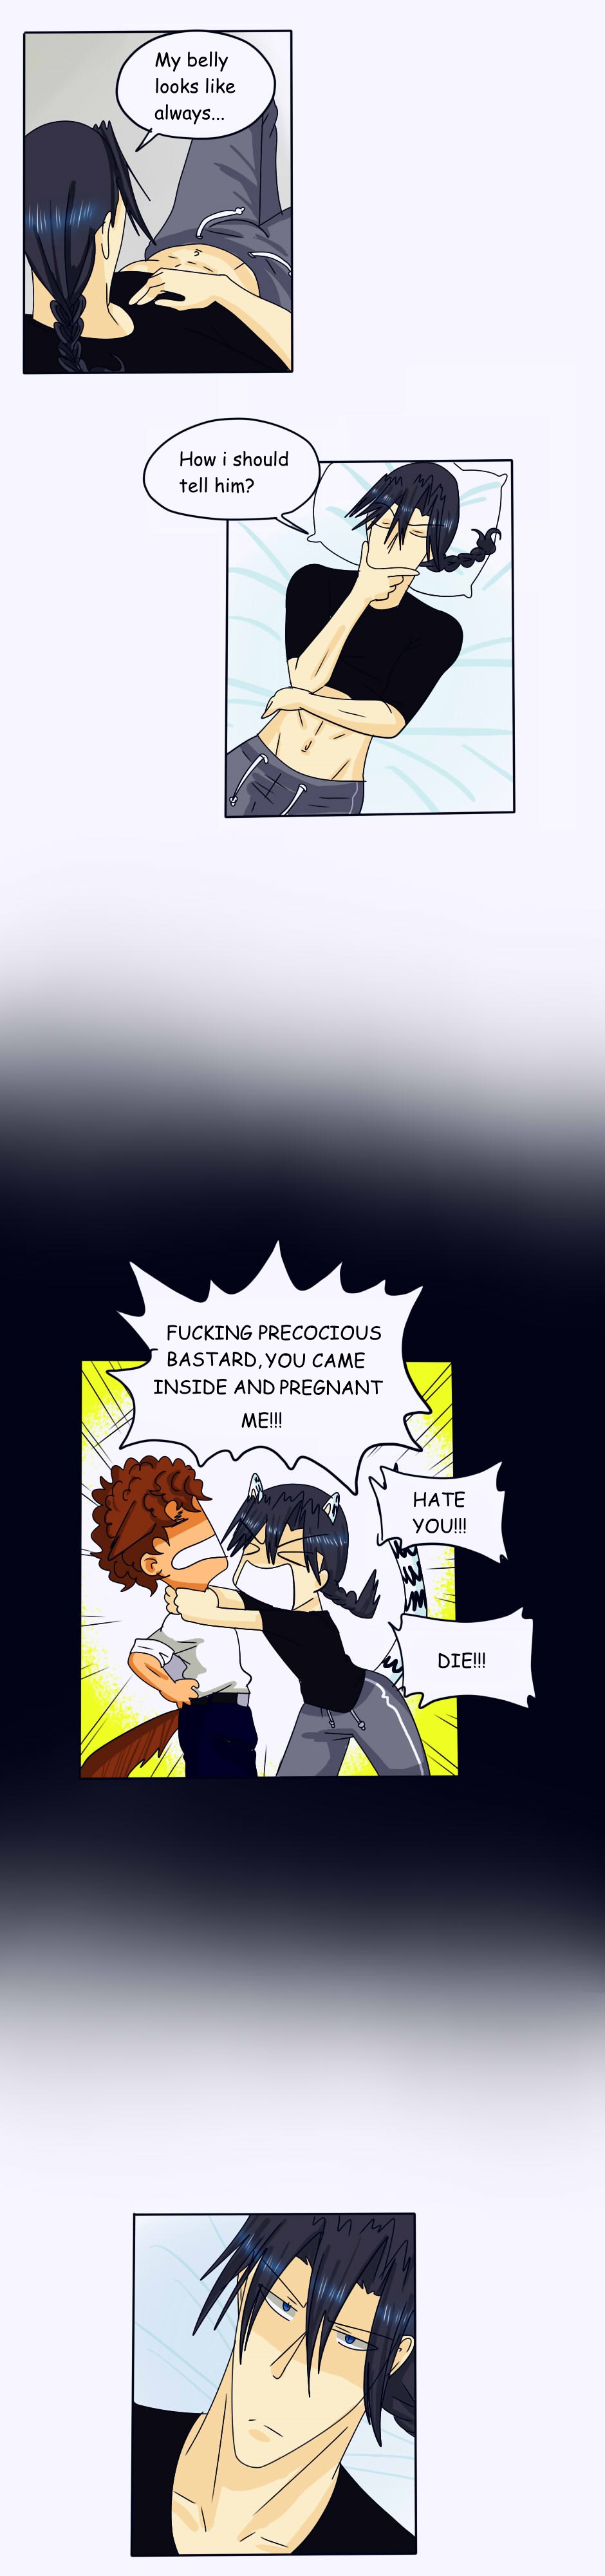 My belly
looks like
always...
How i should
tell him?
FUCKING PRECOCIOUS
BASTARD,YOU CAME
INSIDE AND PREGNANT
ME!!!
HATE
YOU!!!
DIE!!!